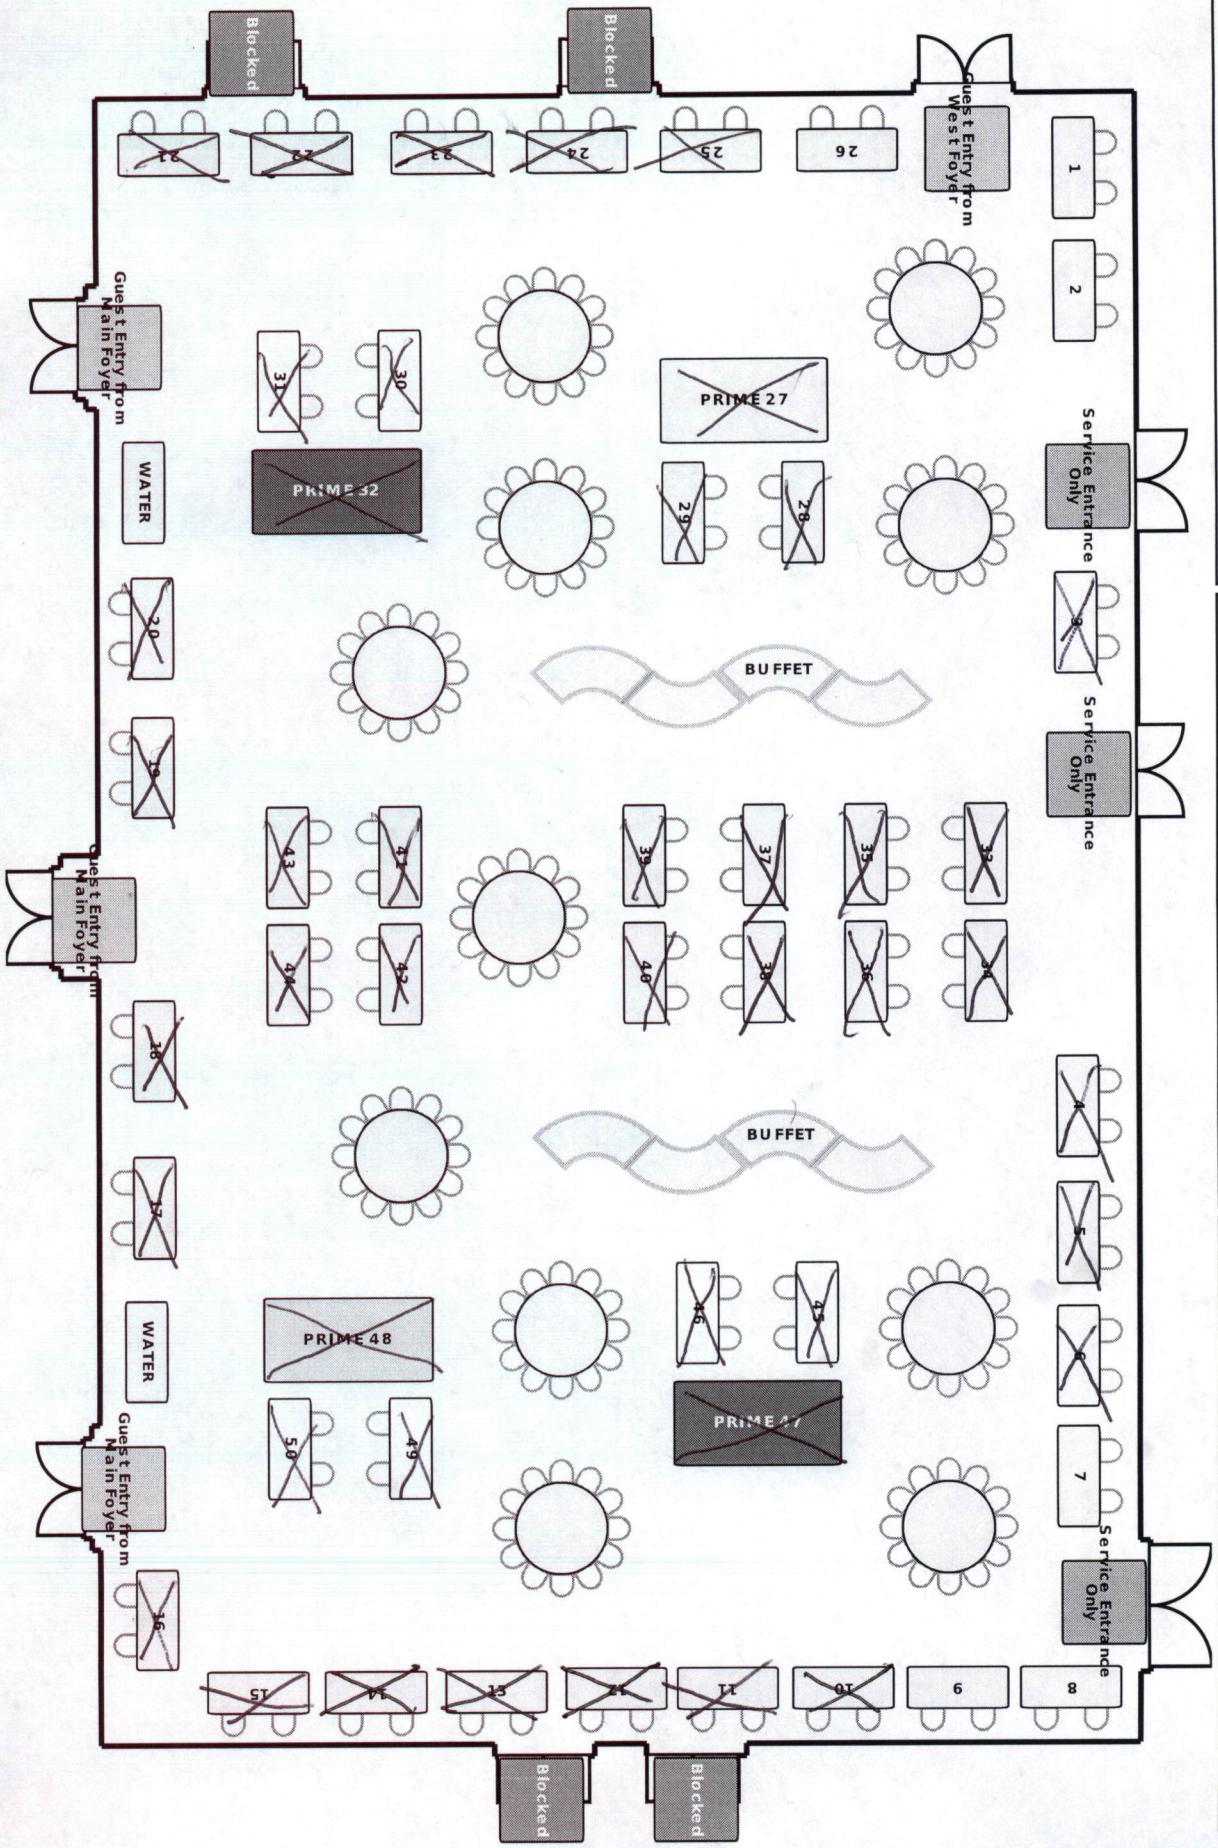 Blocked
Blocked
Guest Entry from
West Foyer
21
22
23
24
25
26
1
2
Guest Entry from
Main Foyer
31
30
PRIME 27
WATER
PRIME 32
29
28
Service Entrance
Only
20
3
BUFFET
19
Service Entrance
Only
43
41
39
37
35
33
Guest Entry from
Main Foyer
44
42
40
38
36
34
18
4
BUFFET
17
5
46
45
WATER
PRIME 48
6
PRIME 47
Guest Entry from
Main Foyer
50
49
7
16
Service Entrance
Only
15
14
13
12
11
10
9
8
Blocked
Blocked